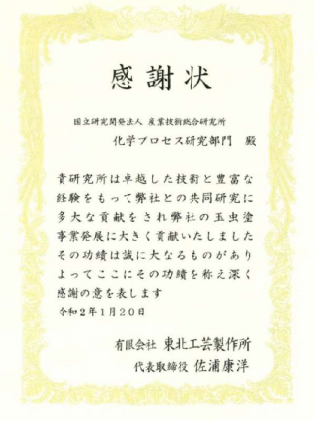 感謝状
国立研究開発法人 産業技術総合研究所
化学プロセス研究部門 殿
貴研究所は卓越した技術と豊富な
経験をもって弊社との共同研究に
多大な貢献をされ弊社の玉虫塗
事業発展に大きく貢献いたしました
その功績は誠に大なるものがあり
よってここにその功績を称え深く
感謝の意を表します
令和2年1月20日
有限会社 東北工芸製作所
代表取締役 佐浦康洋